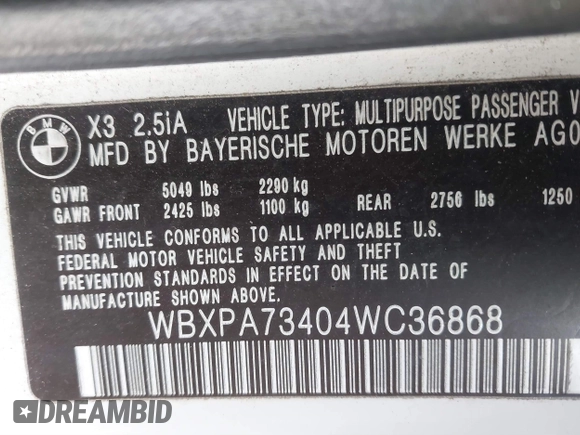 BMW X3 2.5iA VEHICLE TYPE: MULTIPURPOSE PASSENGER V
MFD BY BAYERISCHE MOTOREN WERKE AG
GVWR 5049 lbs 2290 kg
GAWR FRONT 2425 lbs 1100 kg REAR 2756 lbs 1250
THIS VEHICLE CONFORMS TO ALL APPLICABLE U.S.
FEDERAL MOTOR VEHICLE SAFETY AND THEFT
PREVENTION STANDARDS IN EFFECT ON THE DATE OF
MANUFACTURE SHOWN ABOVE.
WBXPA73404WC36868
DREAMBID